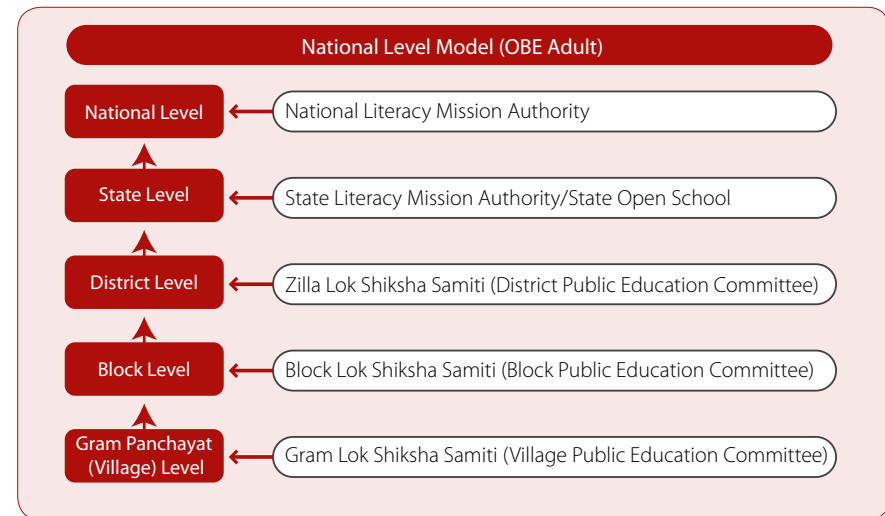 National Level Model (OBE Adult)
National Level
National Literacy Mission Authority
State Level
State Literacy Mission Authority/State Open School
District Level
Zilla Lok Shiksha Samiti (District Public Education Committee)
Block Level
Block Lok Shiksha Samiti (Block Public Education Committee)
Gram Panchayat
(Village) Level
Gram Lok Shiksha Samiti (Village Public Education Committee)